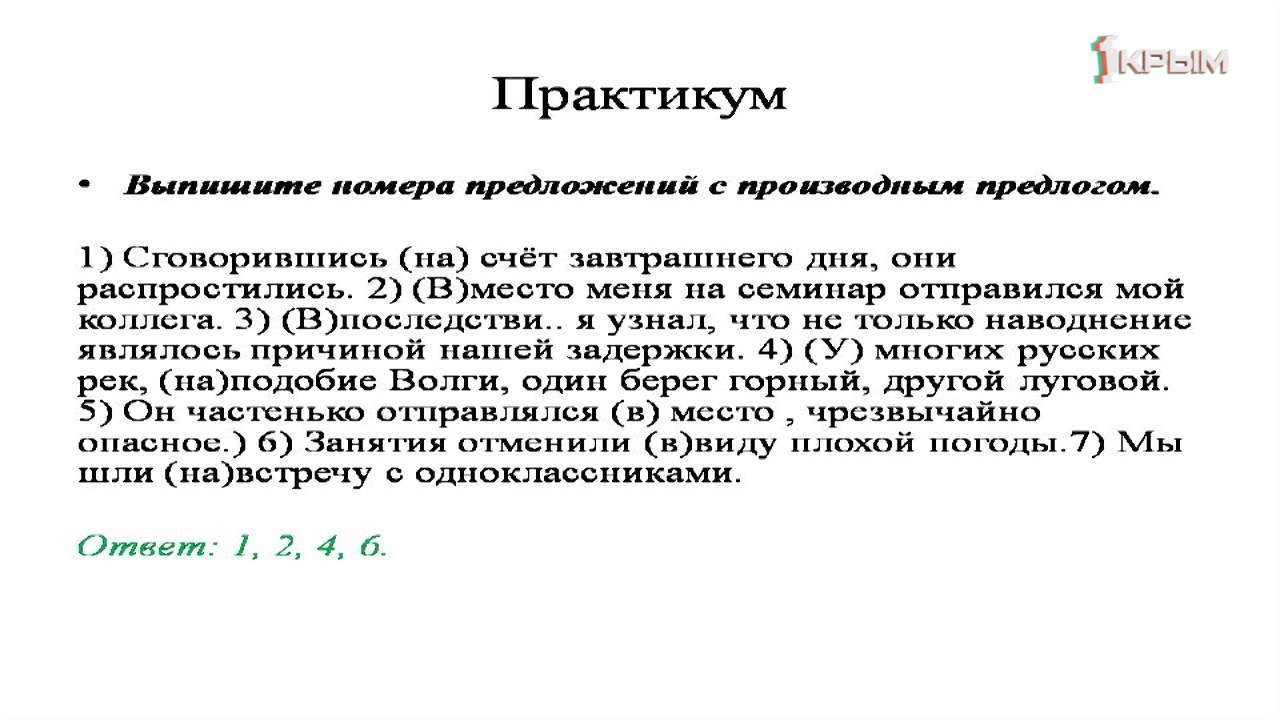 1КРЫМ
Практикум
• Выпишите номера предложений с производным предлогом.
1) Сговорившись (на) счёт завтрашнего дня, они
распростились. 2) (В)место меня на семинар отправился мой
коллега. 3) (В)последстви.. я узнал, что не только наводнение
являлось причиной нашей задержки. 4) (У) многих русских
рек, (на)подобие Волги, один берег горный, другой луговой.
5) Он частенько отправлялся (в) место , чрезвычайно
опасное.) 6) Занятия отменили (в)виду плохой погоды.7) Мы
шли (на)встречу с одноклассниками.
Ответ: 1, 2, 4, 6.